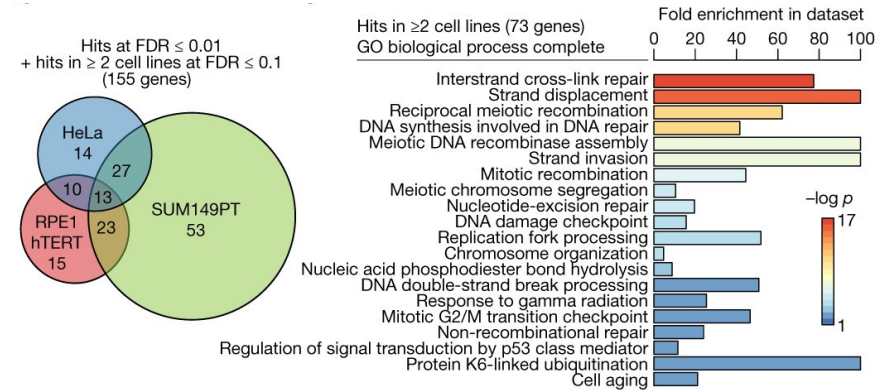 Hits at FDR ≤ 0.01
+ hits in ≥ 2 cell lines at FDR ≤ 0.1
(155 genes)
HeLa
14
27
10
13
SUM149PT
53
RPE1
hTERT
15
23
Hits in ≥2 cell lines (73 genes)
GO biological process complete
Fold enrichment in dataset
0 20 40 60 80 100
Interstrand cross-link repair
Strand displacement
Reciprocal meiotic recombination
DNA synthesis involved in DNA repair
Meiotic DNA recombinase assembly
Strand invasion
Mitotic recombination
Meiotic chromosome segregation
Nucleotide-excision repair
DNA damage checkpoint
Replication fork processing
Chromosome organization
Nucleic acid phosphodiester bond hydrolysis
DNA double-strand break processing
Response to gamma radiation
Mitotic G2/M transition checkpoint
Non-recombinational repair
Regulation of signal transduction by p53 class mediator
Protein K6-linked ubiquitination
Cell aging
–log p
17
1